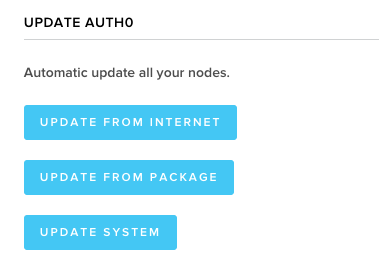 UPDATE AUTH0
Automatic update all your nodes.
UPDATE FROM INTERNET
UPDATE FROM PACKAGE
UPDATE SYSTEM